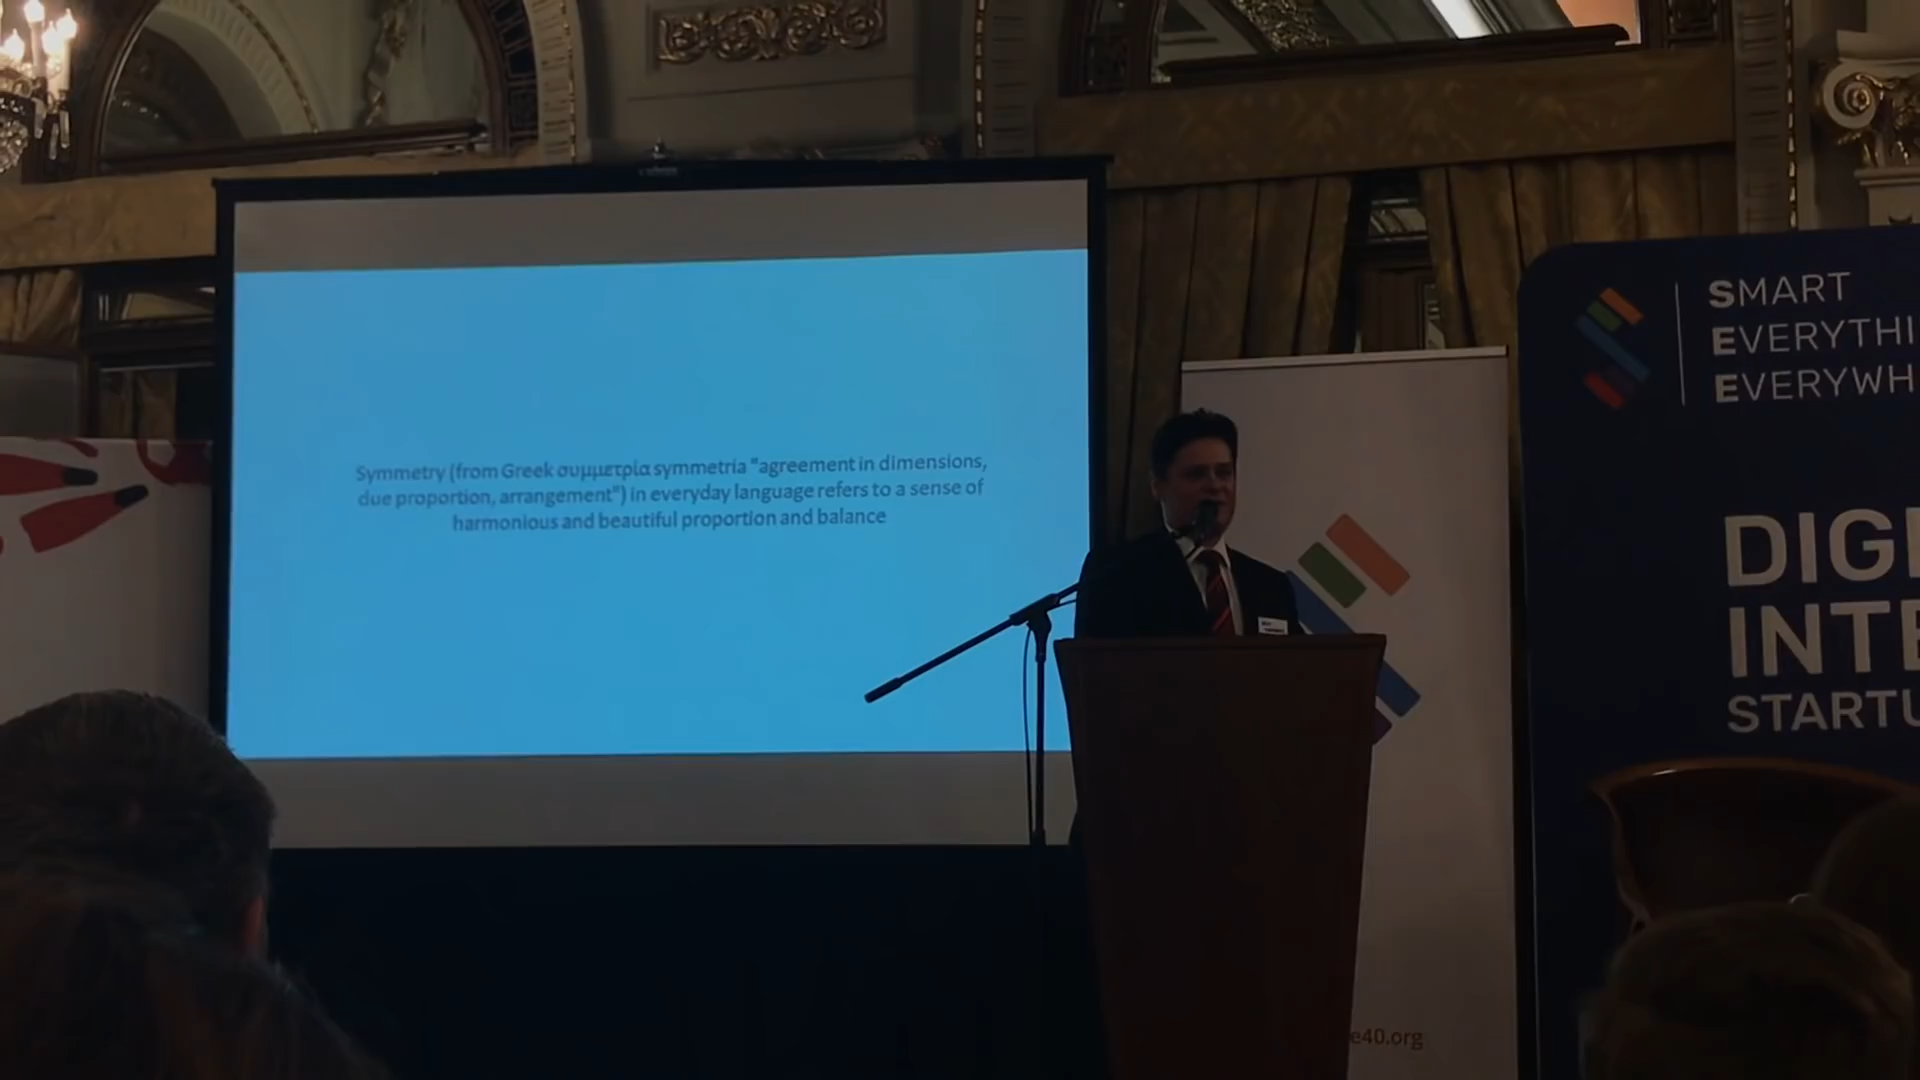 Symmetry (from Greek συμμετρία symmetria "agreement in dimensions,
due proportion, arrangement") in everyday language refers to a sense of
harmonious and beautiful proportion and balance
SMART
EVERYTHI
EVERYWH
DIGI
INTE
STARTU
e40.org